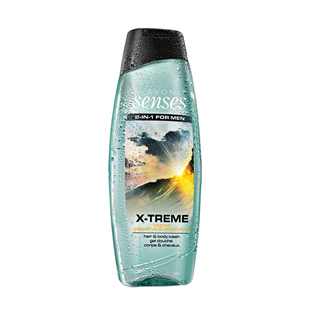 AVON
senses
2-IN-1 FOR MEN
X-TREME
hair & body wash
gel douche
corps & cheveux